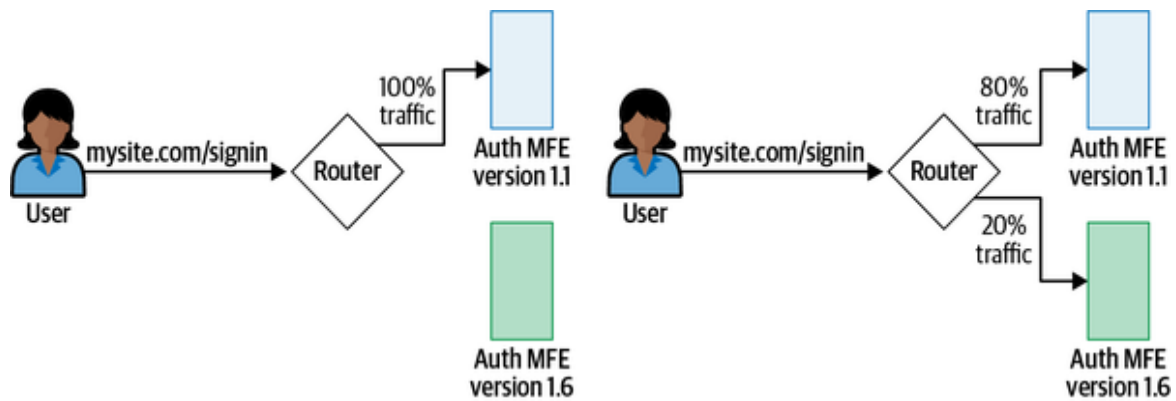 100%
traffic
mysite.com/signin
Router
User
Auth MFE
version 1.1
Auth MFE
version 1.6
80%
traffic
mysite.com/signin
Router
User
Auth MFE
version 1.1
20%
traffic
Auth MFE
version 1.6